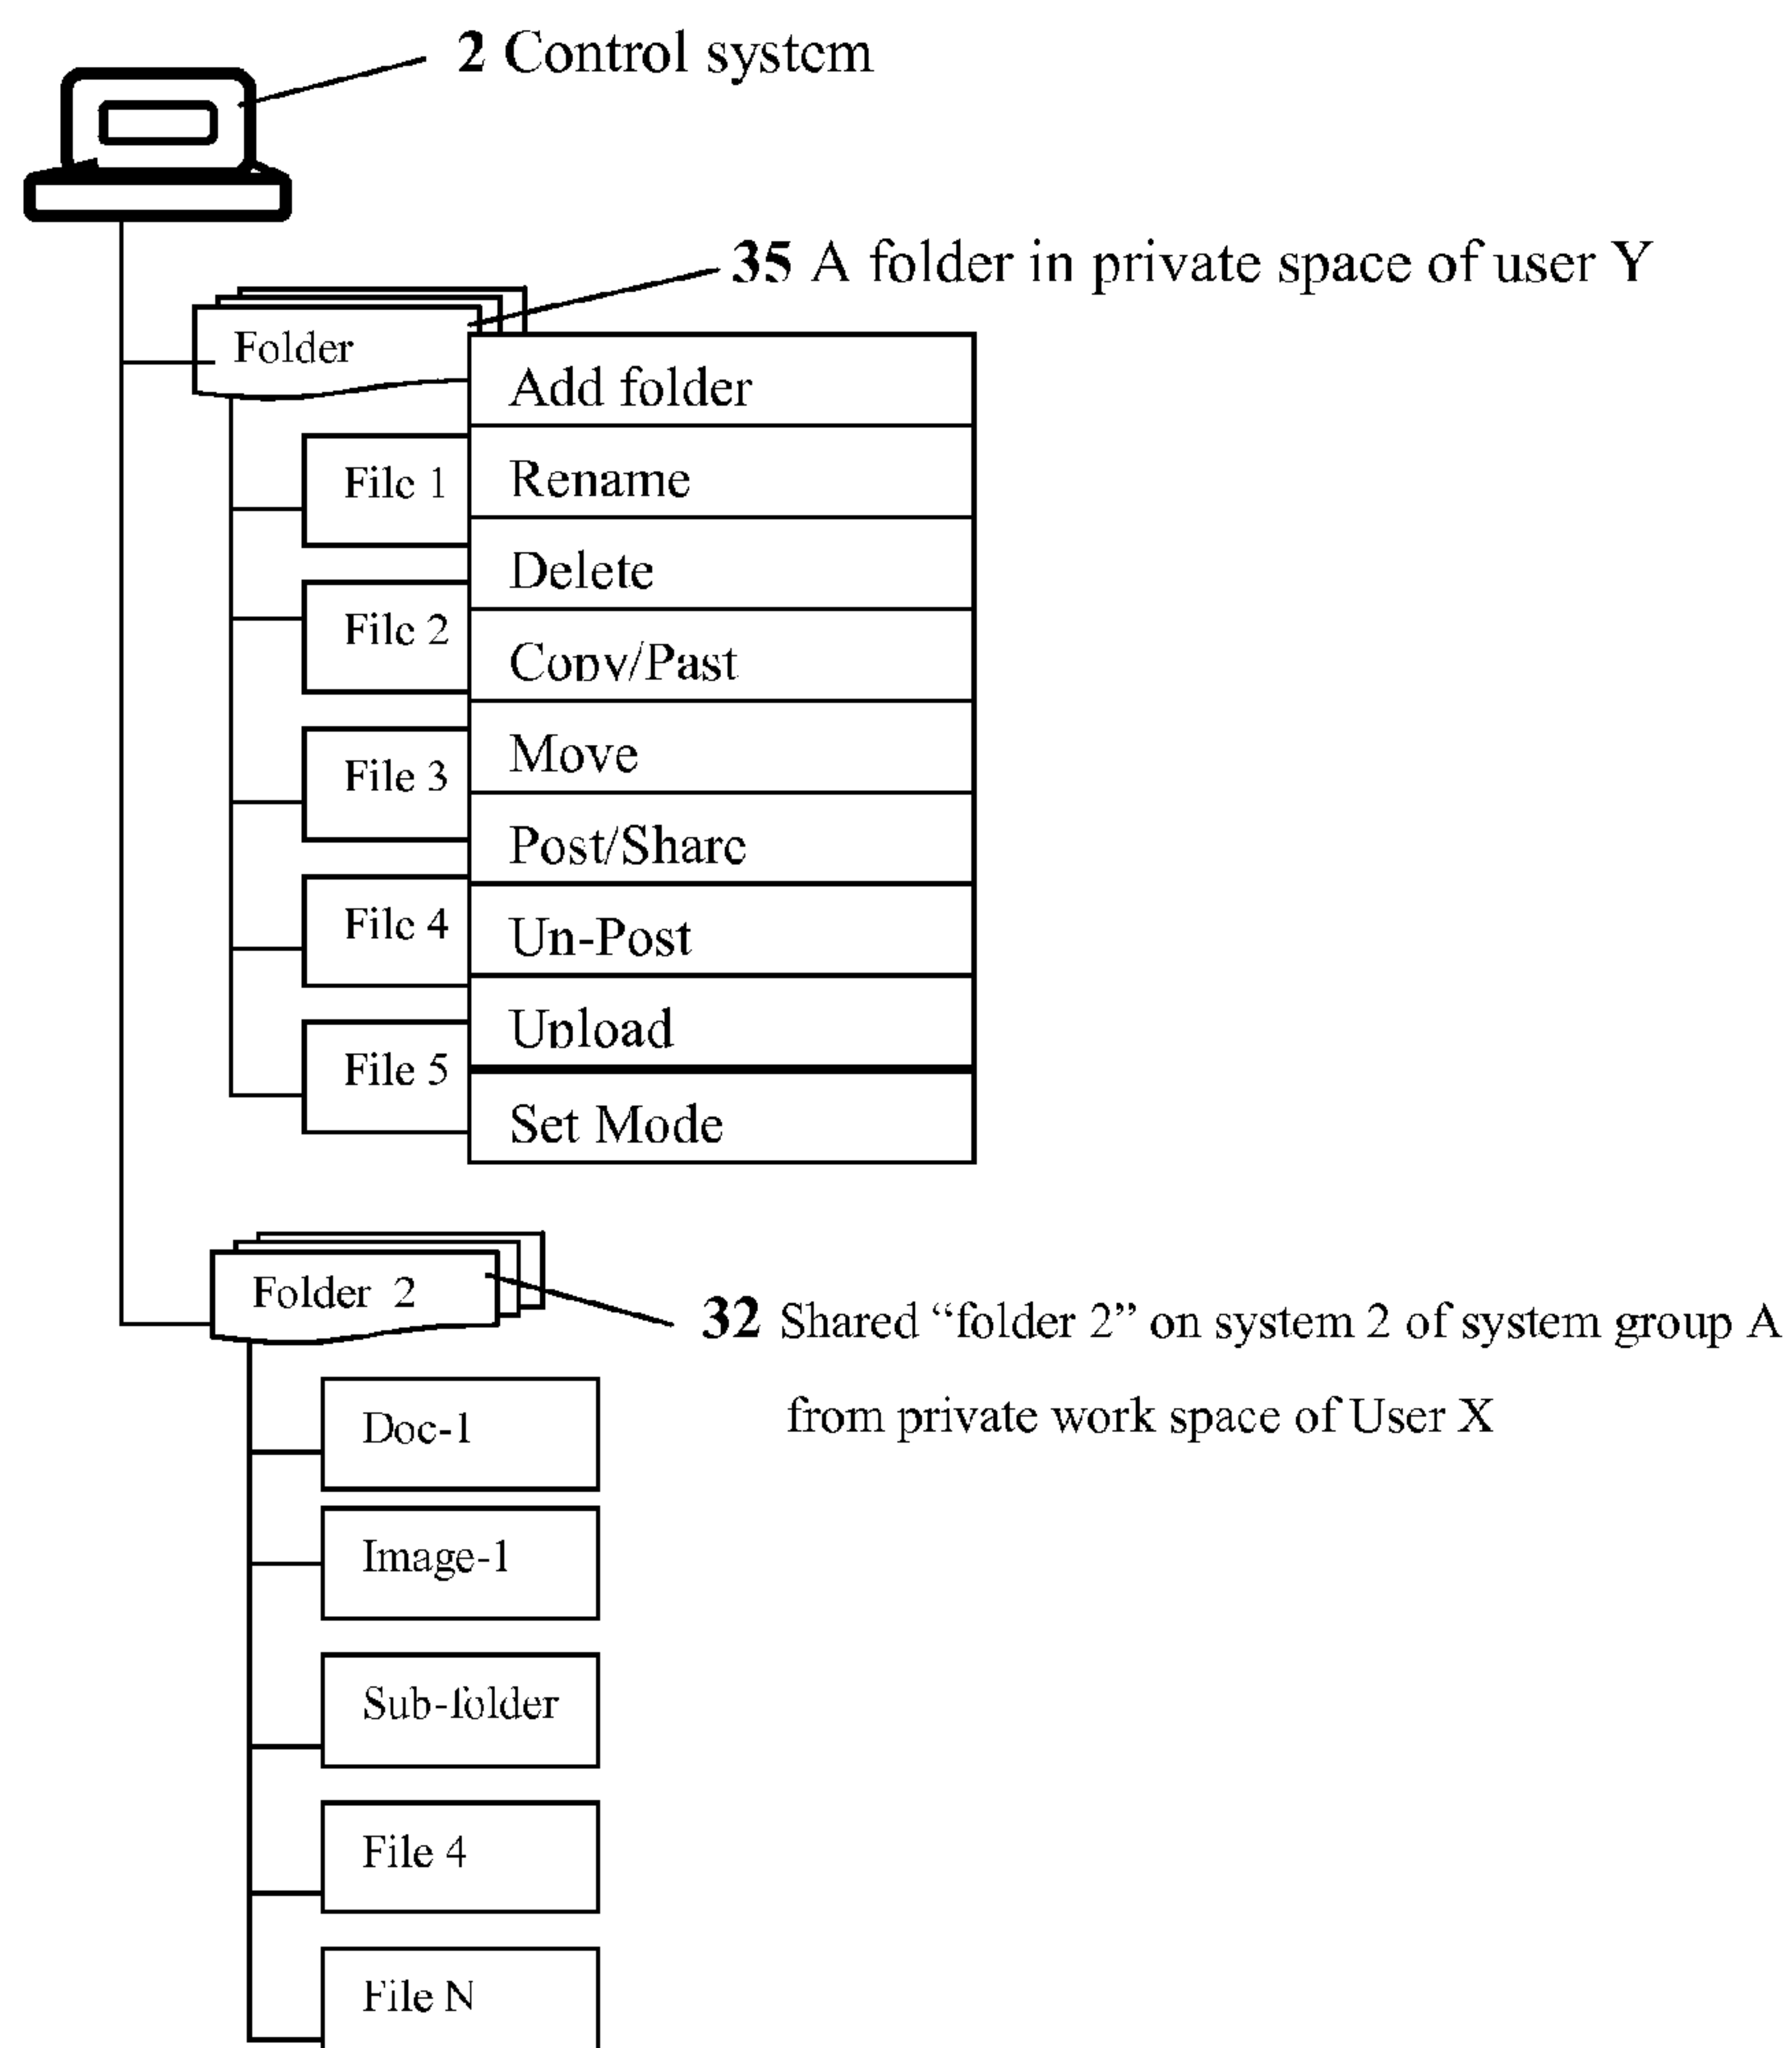 2 Control system
35 A folder in private space of user Y
Folder
Add folder
File 1
Rename
Delete
File 2
Copy/Past
File 3
Move
Post/Share
File 4
Un-Post
Upload
File 5
Set Mode
Folder 2
32 Shared “folder 2” on system 2 of system group A
from private work space of User X
Doc-1
Image-1
Sub-folder
File 4
File N